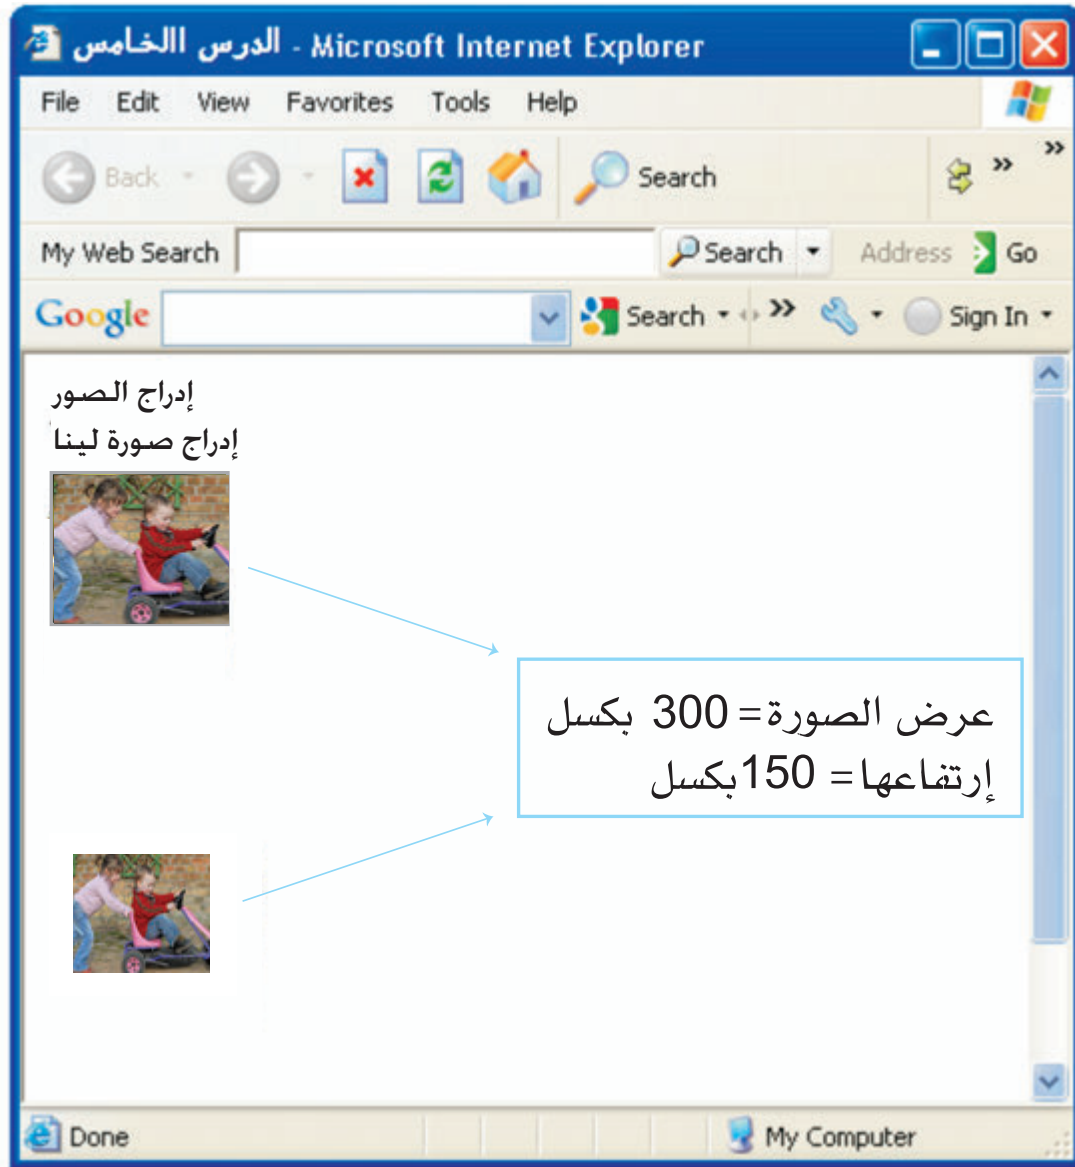 الدرس االخامس - Microsoft Internet Explorer
File Edit View Favorites Tools Help
Back Search
My Web Search Search Address Go
Google Search Sign In
إدراج الصور
إدراج صورة لينا
عرض الصورة= 300 بكسل
إرتفاعها= 150بكسل
Done My Computer